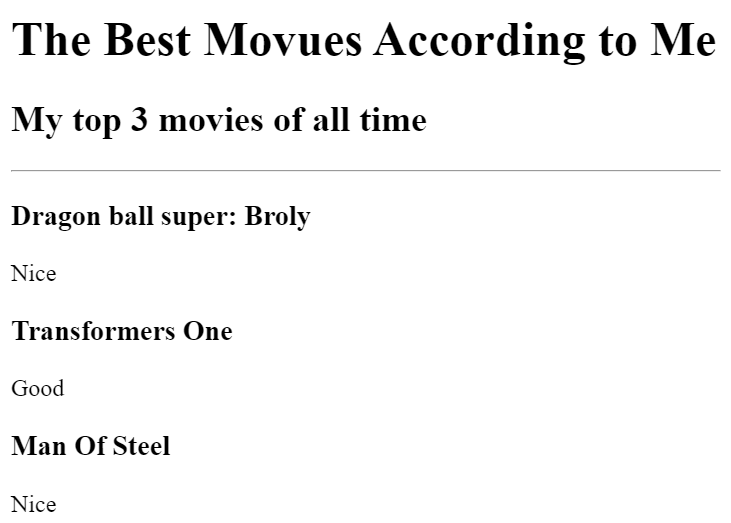 The Best Movues According to Me
My top 3 movies of all time
Dragon ball super: Broly
Nice
Transformers One
Good
Man Of Steel
Nice